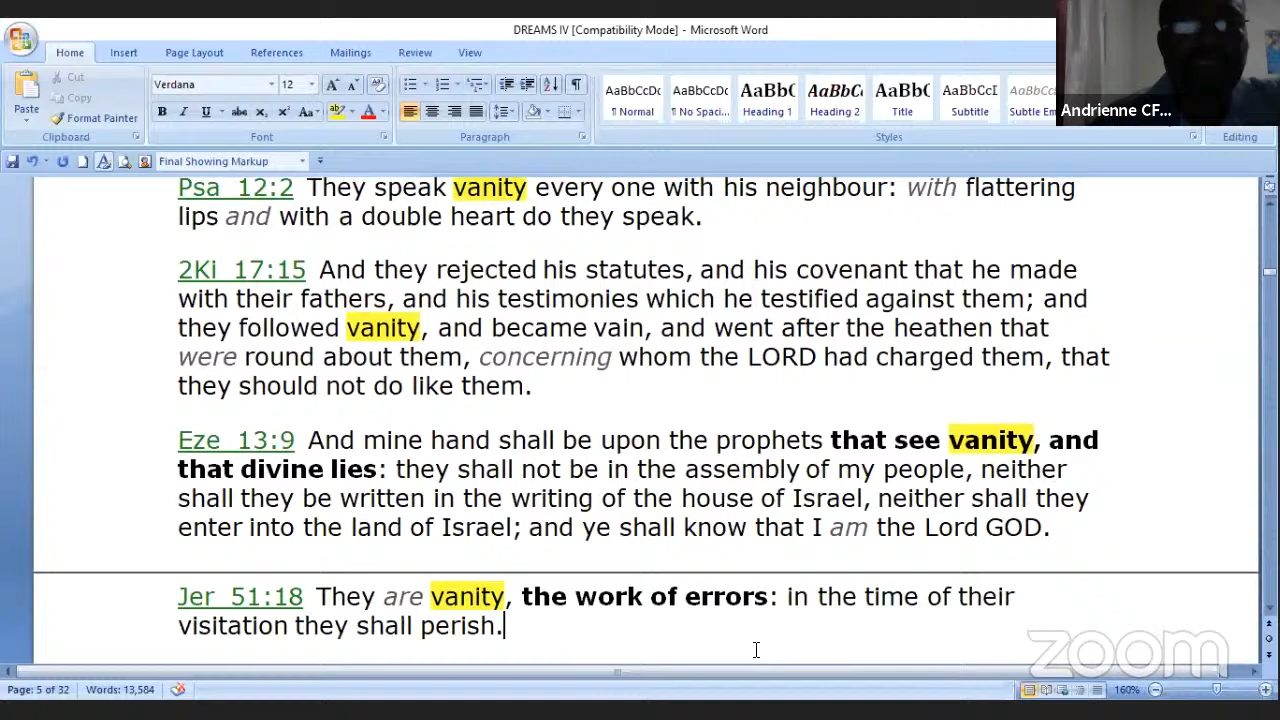 DREAMS IV [Compatibility Mode] - Microsoft Word
Home Insert Page Layout References Mailings Review View
Cut
Copy
Format Painter
Paste
Verdana 12
AaBbCcDc AaBbCcDc AaBb( AaBbC AaBb( AaBbCcI AaBbCcDc
¶ Normal ¶ No Spaci... Heading 1 Heading 2 Title Subtitle Subtle Em
Clipboard Font Paragraph Styles Editing
Andrienne CF...
Final Showing Markup
Psa 12:2 They speak vanity every one with his neighbour: with flattering
lips and with a double heart do they speak.
2Ki 17:15 And they rejected his statutes, and his covenant that he made
with their fathers, and his testimonies which he testified against them; and
they followed vanity, and became vain, and went after the heathen that
were round about them, concerning whom the LORD had charged them, that
they should not do like them.
Eze 13:9 And mine hand shall be upon the prophets that see vanity, and
that divine lies: they shall not be in the assembly of my people, neither
shall they be written in the writing of the house of Israel, neither shall they
enter into the land of Israel; and ye shall know that I am the Lord GOD.
Jer 51:18 They are vanity, the work of errors: in the time of their
visitation they shall perish.
zoom
Page: 5 of 32 Words: 13,584 160%